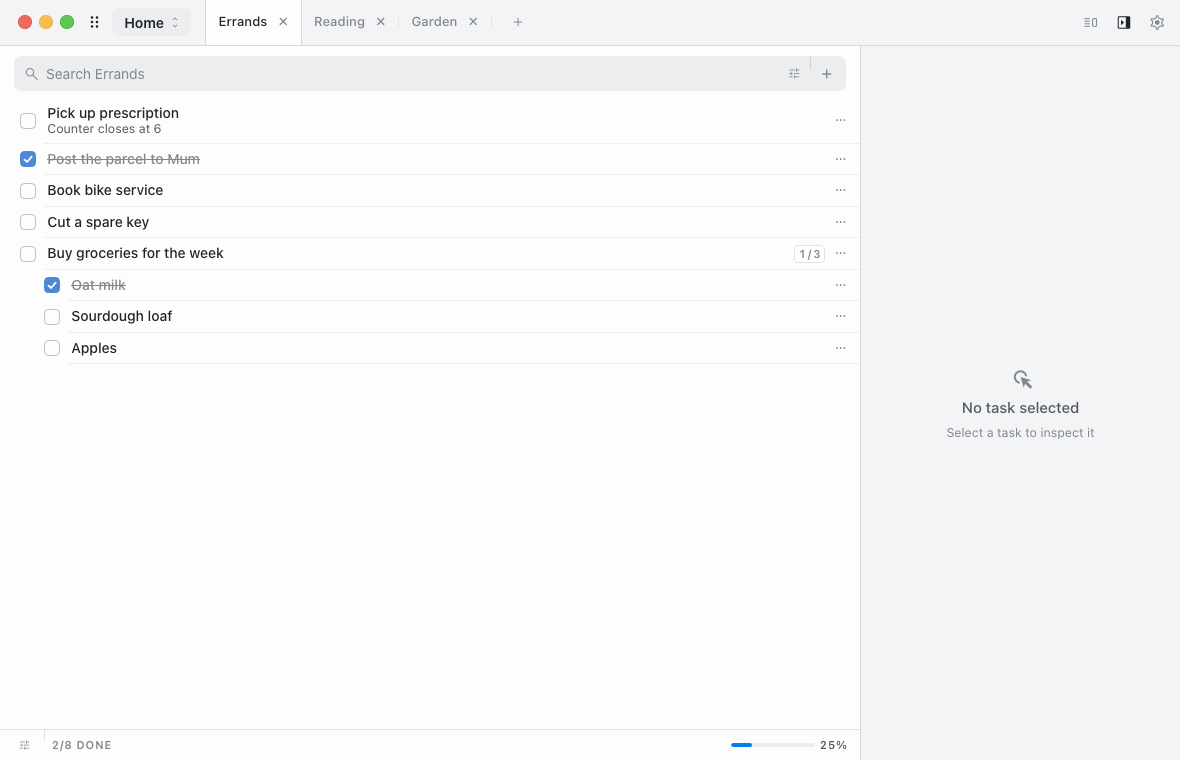 Home
Errands
Reading
Garden
Search Errands
Pick up prescription
Counter closes at 6
Post the parcel to Mum
Book bike service
Cut a spare key
Buy groceries for the week
1/3
Oat milk
Sourdough loaf
Apples
No task selected
Select a task to inspect it
2/8 DONE
25%